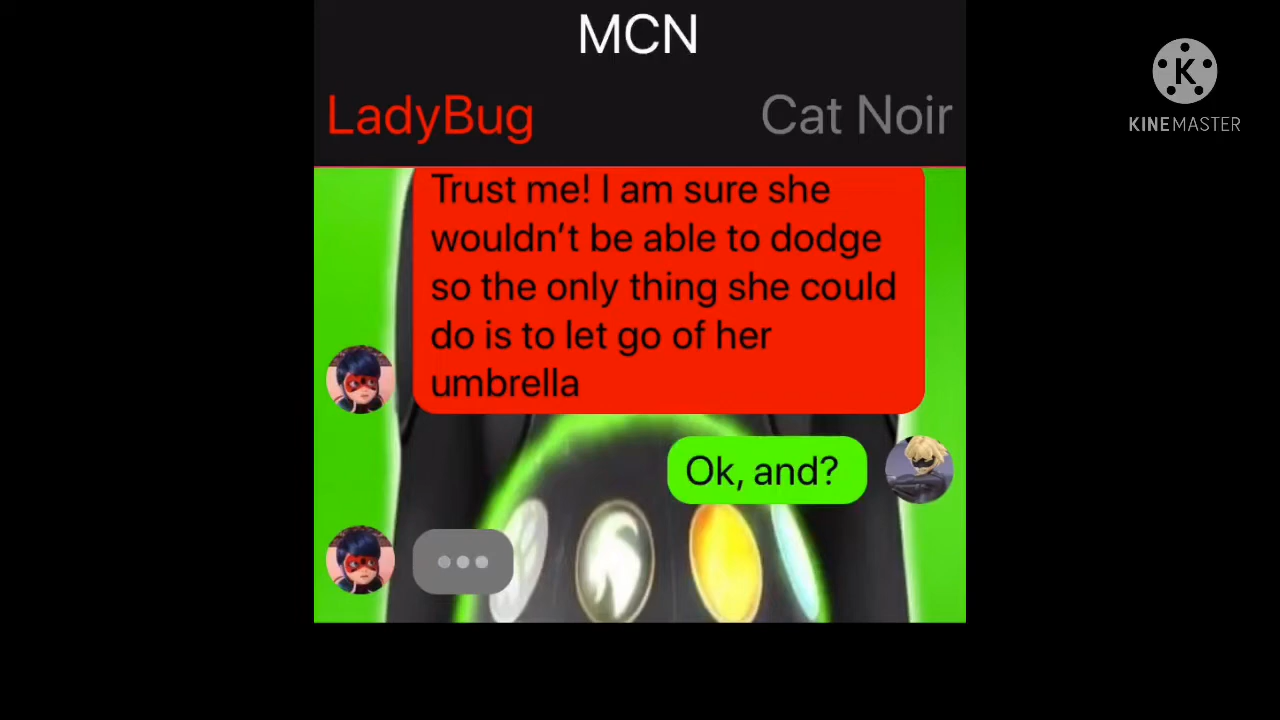 MCN
LadyBug
Cat Noir
K
KINEMASTER
Trust me! I am sure she
wouldn’t be able to dodge
so the only thing she could
do is to let go of her
umbrella
Ok, and?